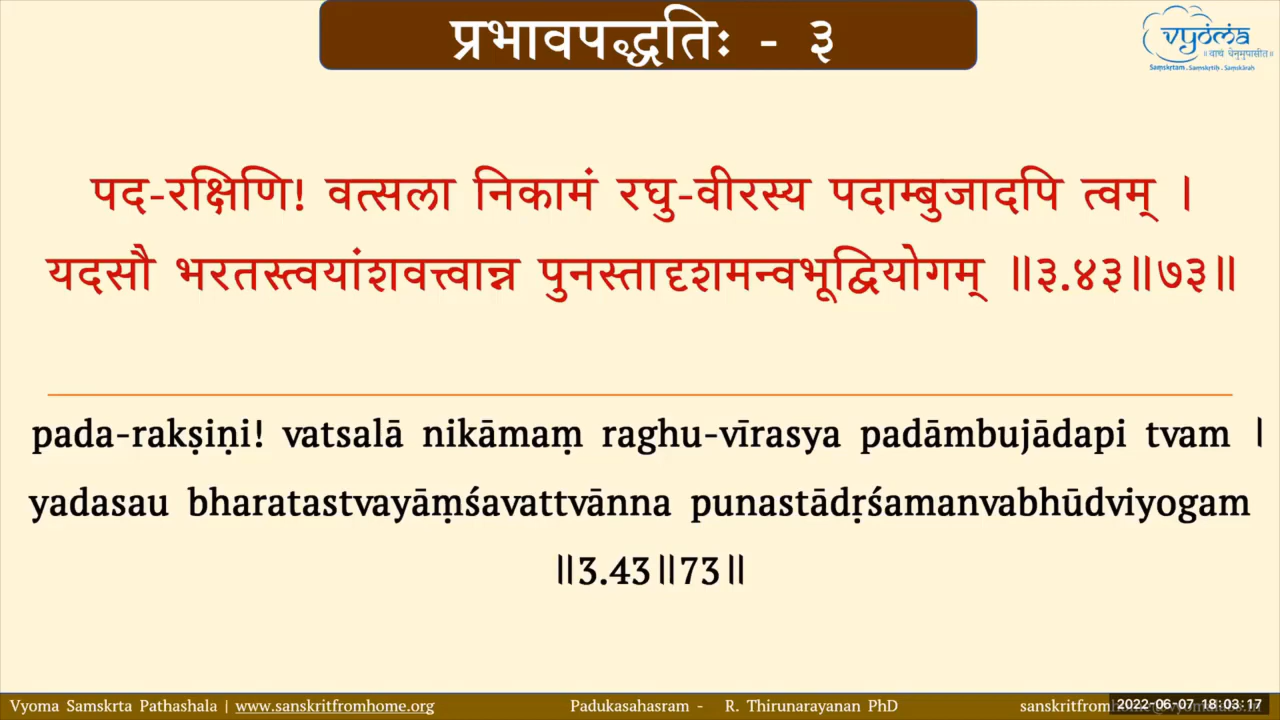 प्रभावपद्धतिः - ३
vyoma
॥ वाचं धेनुमुपासीत॥
Saṃskṛtam . Saṃskṛtiḥ . Saṃskāraḥ
पद-रक्षिणि! वत्सला निकामं रघु-वीरस्य पदाम्बुजादपि त्वम् ।
यदसौ भरतस्त्वयांशवत्त्वान्न पुनस्तादृशमन्वभूद्वियोगम् ॥३.४३॥७३॥
pada-rakṣiṇi! vatsalā nikāmaṃ raghu-vīrasya padāmbujādapi tvam |
yadasau bharatastvayāṃśavattvānna punastādṛśamanvabhūdviyogam
॥3.43॥73॥
Vyoma Samskrta Pathashala | www.sanskritfromhome.org Padukasahasram - R. Thirunarayanan PhD
2022-06-07 18:03:17